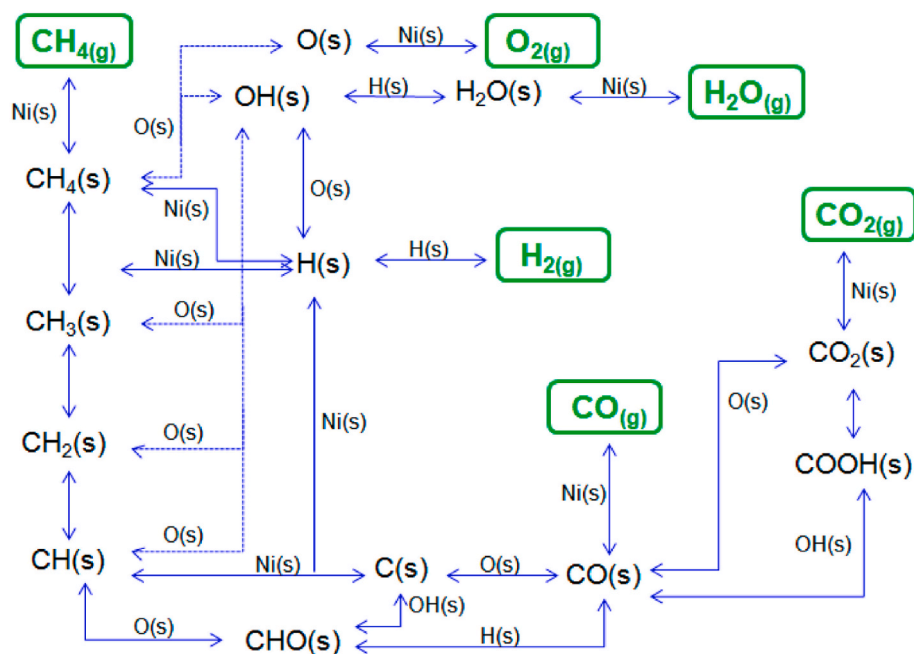 CH4(g)
O(s)
Ni(s)
O2(g)
Ni(s)
O(s)
OH(s)
H(s)
H2O(s)
Ni(s)
H2O(g)
CH4(s)
Ni(s)
O(s)
CO2(g)
Ni(s)
H(s)
H(s)
H2(g)
Ni(s)
CH3(s)
O(s)
CO2(s)
CO(g)
O(s)
CH2(s)
O(s)
Ni(s)
COOH(s)
Ni(s)
O(s)
OH(s)
CH(s)
Ni(s)
C(s)
O(s)
CO(s)
OH(s)
O(s)
CHO(s)
H(s)